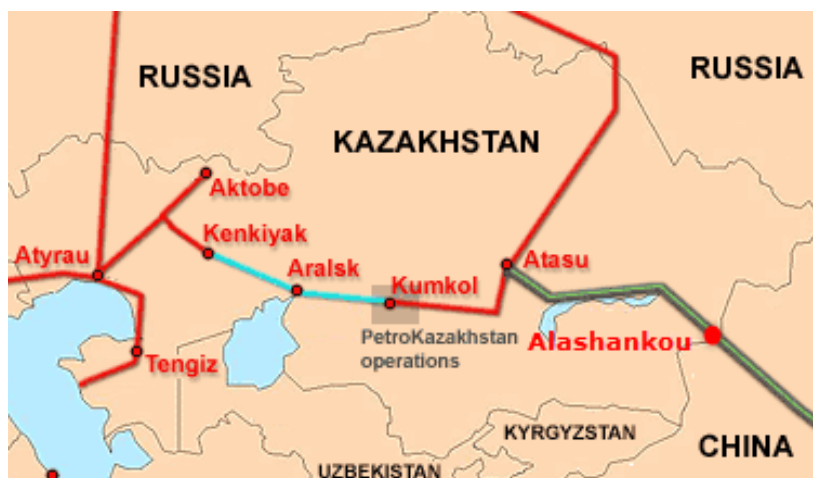 RUSSIA
RUSSIA
KAZAKHSTAN
Aktobe
Kenkiyak
Atyrau
Aralsk
Kumkol
Atasu
PetroKazakhstan
operations
Alashankou
Tengiz
KYRGYZSTAN
CHINA
UZBEKISTAN